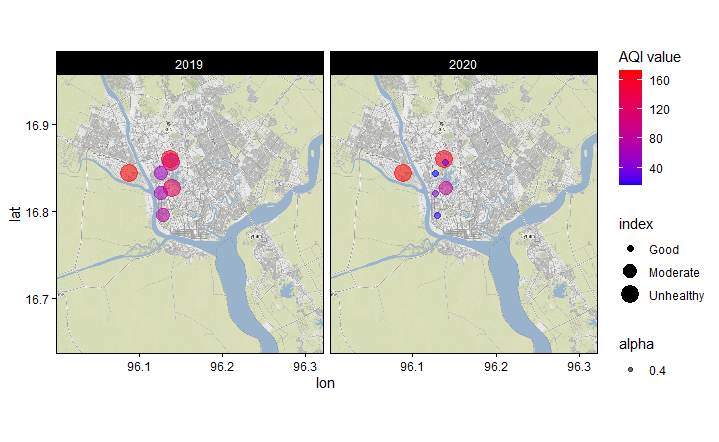 2019
2020
AQI value
160
120
80
40
index
Good
Moderate
Unhealthy
alpha
0.4
lat
16.9
16.8
16.7
96.1
96.2
96.3
96.1
96.2
96.3
lon